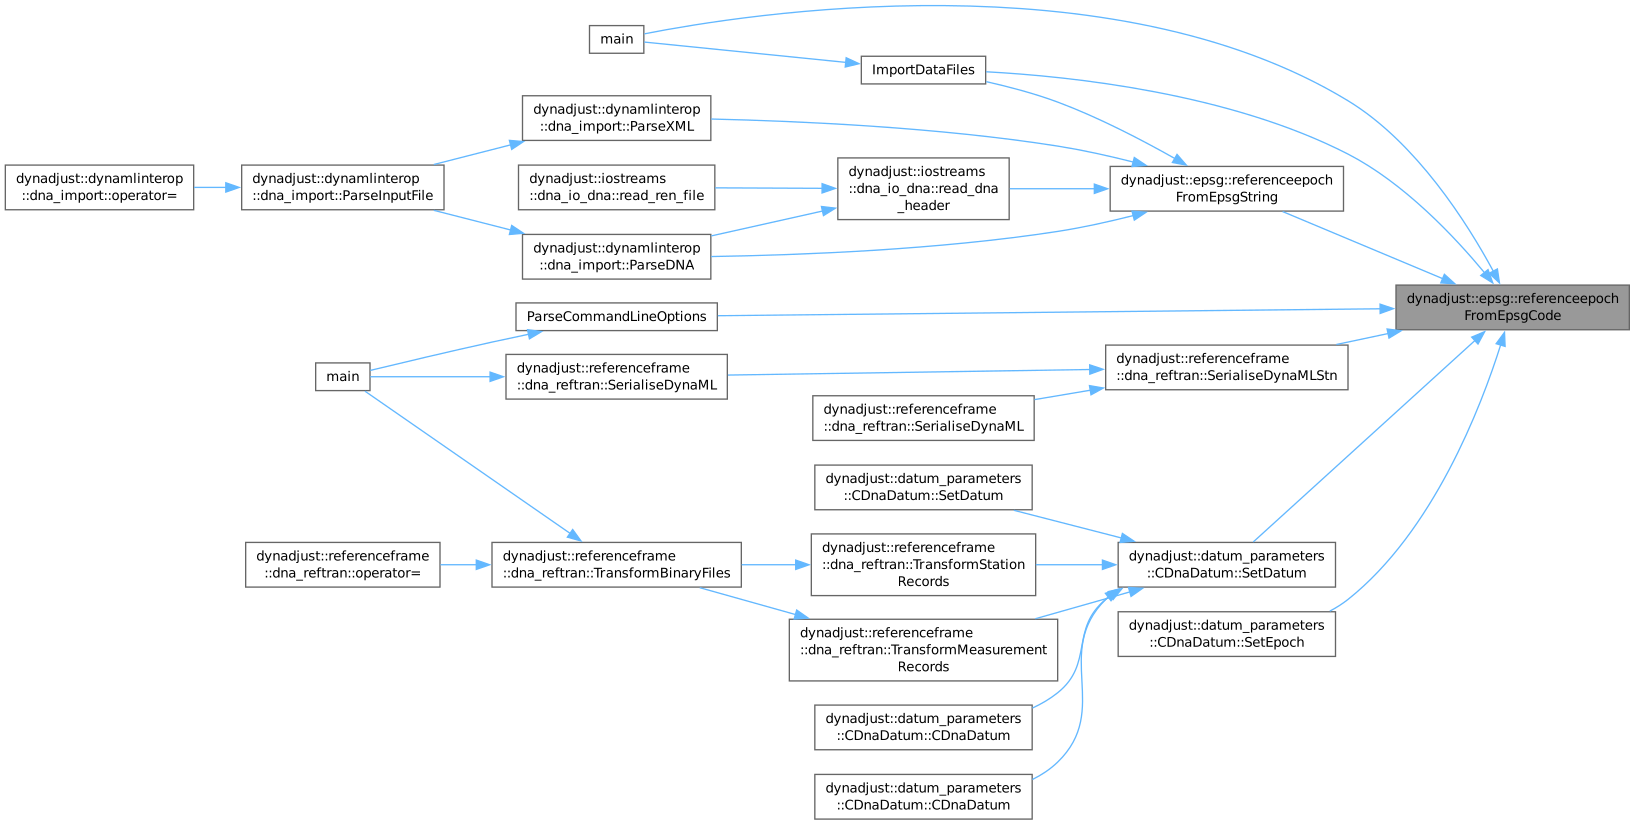 main
ImportDataFiles
dynadjust::dynamlinterop
::dna_import::ParseXML
dynadjust::dynamlinterop
::dna_import::operator=
dynadjust::dynamlinterop
::dna_import::ParseInputFile
dynadjust::iostreams
::dna_io_dna::read_ren_file
dynadjust::iostreams
::dna_io_dna::read_dna
_header
dynadjust::epsg::referenceepoch
FromEpsgString
dynadjust::dynamlinterop
::dna_import::ParseDNA
dynadjust::epsg::referenceepoch
FromEpsgCode
ParseCommandLineOptions
main
dynadjust::referenceframe
::dna_reftran::SerialiseDynaML
dynadjust::referenceframe
::dna_reftran::SerialiseDynaMLStn
dynadjust::referenceframe
::dna_reftran::SerialiseDynaML
dynadjust::datum_parameters
::CDnaDatum::SetDatum
dynadjust::referenceframe
::dna_reftran::operator=
dynadjust::referenceframe
::dna_reftran::TransformBinaryFiles
dynadjust::referenceframe
::dna_reftran::TransformStation
Records
dynadjust::datum_parameters
::CDnaDatum::SetDatum
dynadjust::referenceframe
::dna_reftran::TransformMeasurement
Records
dynadjust::datum_parameters
::CDnaDatum::SetEpoch
dynadjust::datum_parameters
::CDnaDatum::CDnaDatum
dynadjust::datum_parameters
::CDnaDatum::CDnaDatum